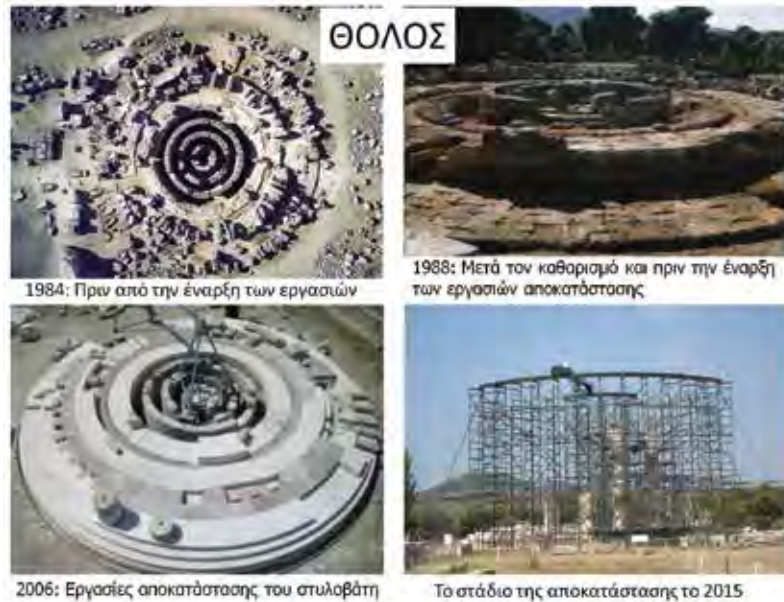 ΘΟΛΟΣ
1984: Πριν από την έναρξη των εργασιών
1988: Μετά τον καθαρισμό και πριν την έναρξη
των εργασιών αποκατάστασης
2006: Εργασίες αποκατάστασης του στυλοβάτη
Το στάδιο της αποκατάστασης το 2015